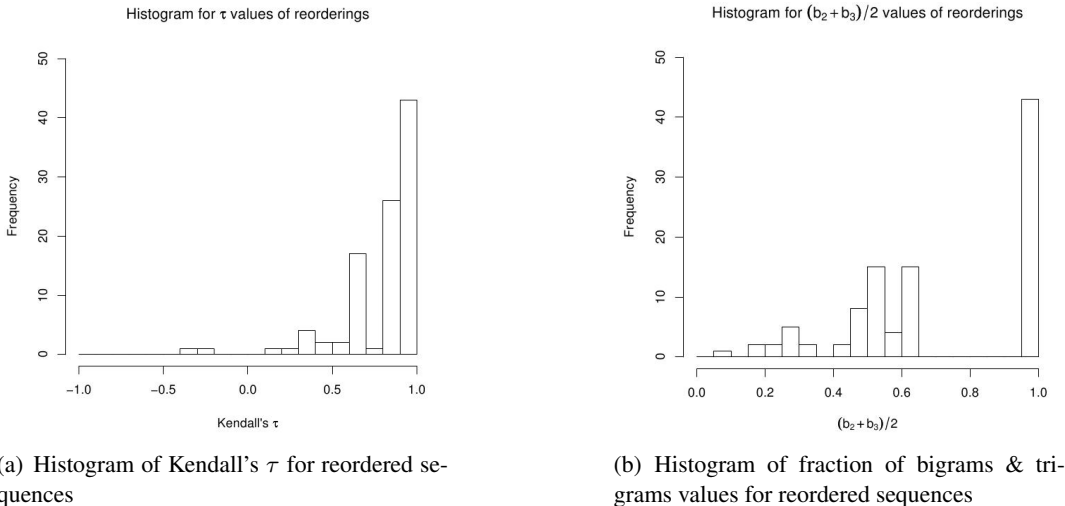 Histogram for τ values of reorderings
Frequency
0 10 20 30 40 50
−1.0 −0.5 0.0 0.5 1.0
Kendall's τ
(a) Histogram of Kendall's τ for reordered se-
quences
Histogram for (b₂+b₃)/2 values of reorderings
Frequency
0 10 20 30 40 50
0.0 0.2 0.4 0.6 0.8 1.0
(b₂+b₃)/2
(b) Histogram of fraction of bigrams & tri-
grams values for reordered sequences